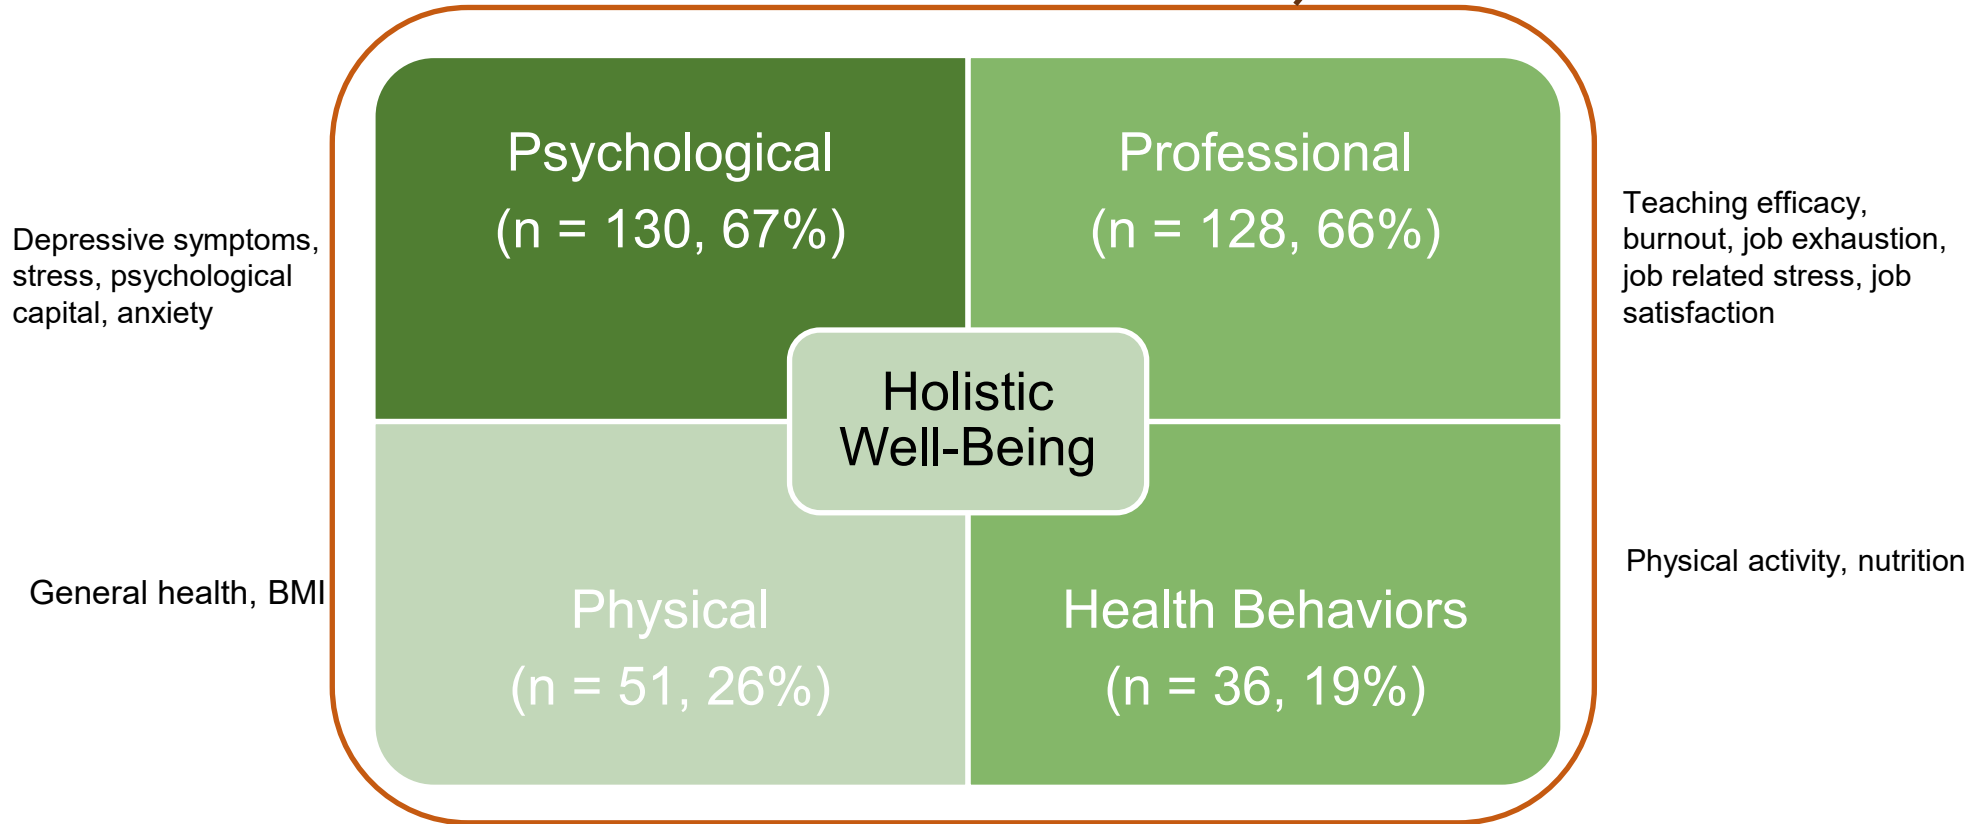 Psychological
(n = 130, 67%)
Professional
(n = 128, 66%)
Depressive symptoms,
stress, psychological
capital, anxiety
Teaching efficacy,
burnout, job exhaustion,
job related stress, job
satisfaction
Holistic
Well-Being
General health, BMI
Physical
(n = 51, 26%)
Health Behaviors
(n = 36, 19%)
Physical activity, nutrition